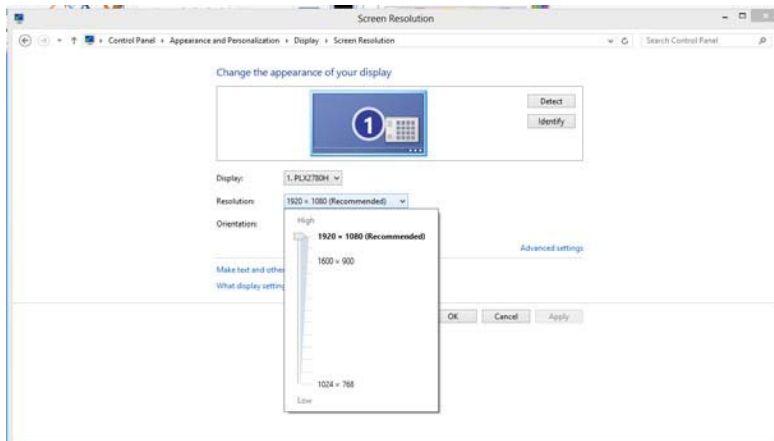 Screen Resolution
Control Panel ▸ Appearance and Personalization ▸ Display ▸ Screen Resolution
Search Control Panel
Change the appearance of your display
1
Detect
Identify
Display: 1. PLX2780H
Resolution: 1920 × 1080 (Recommended)
Orientation:
High
1920 × 1080 (Recommended)
Advanced settings
1600 × 900
Make text and othe
What display setting
OK Cancel Apply
1024 × 768
Low